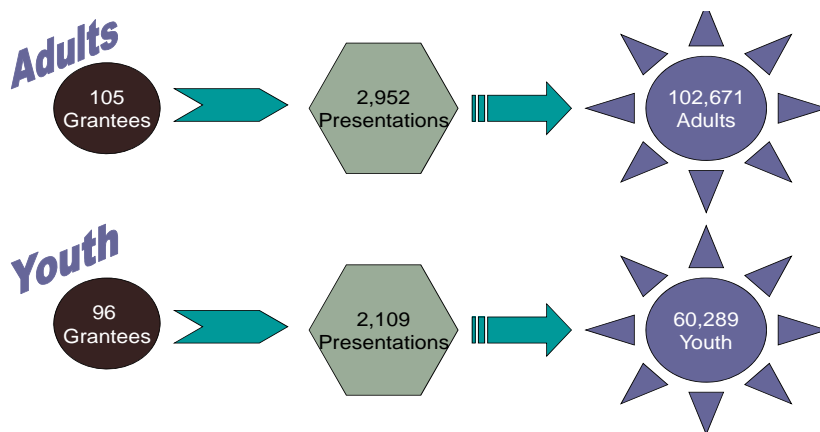 Adults
105
Grantees
2,952
Presentations
102,671
Adults
Youth
96
Grantees
2,109
Presentations
60,289
Youth